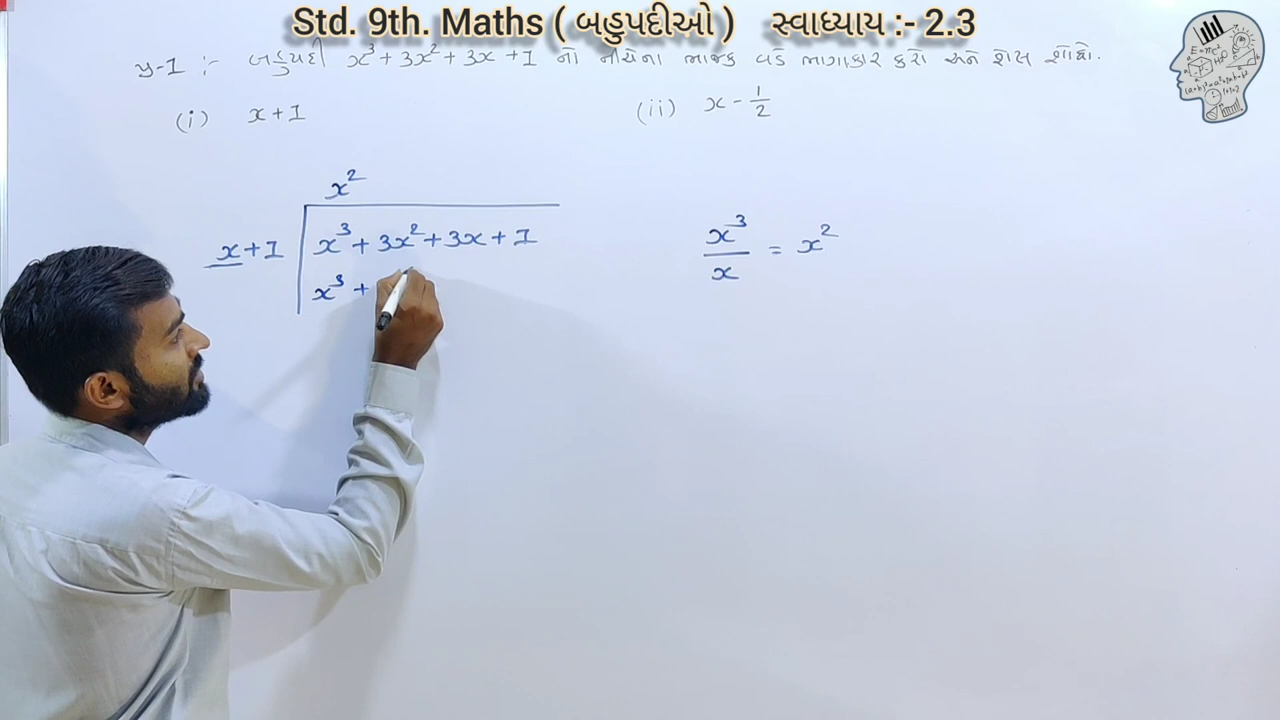 Std. 9th. Maths ( બહુપદીઓ ) સ્વાધ્યાય :- 2.3
પ્ર-1 :- બહુપદી x³ + 3x² + 3x + 1 નો નીચેના ભાજક વડે ભાગાકાર કરો અને શેષ શોધો.
(i) x + 1 (ii) x - 1/2
x²
x + 1 x³ + 3x² + 3x + 1
x³ +
x³/x = x²